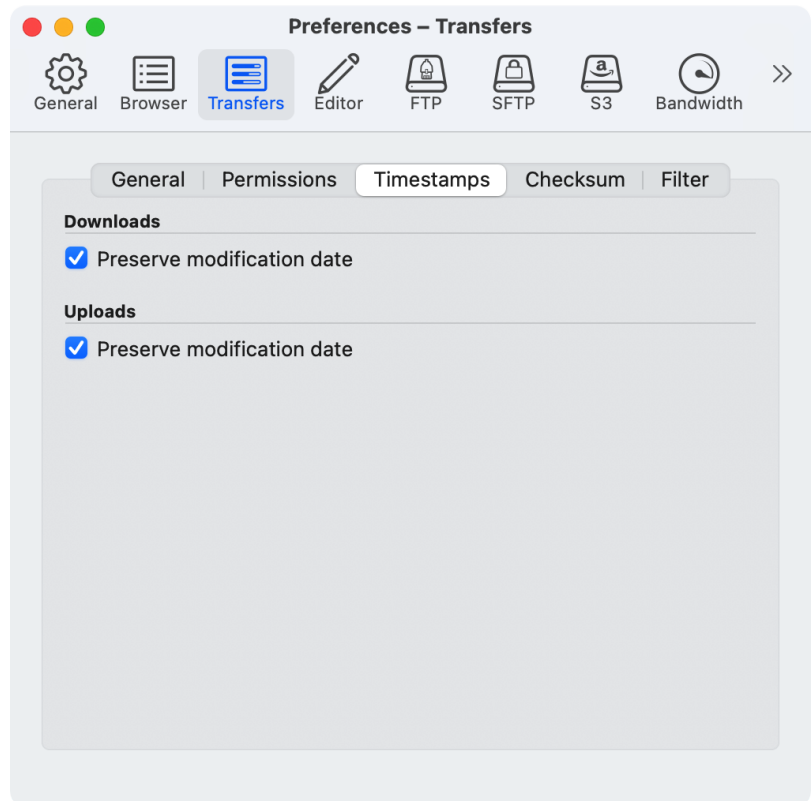 Preferences – Transfers
General Browser Transfers Editor FTP SFTP S3 Bandwidth
General Permissions Timestamps Checksum Filter
Downloads
Preserve modification date
Uploads
Preserve modification date